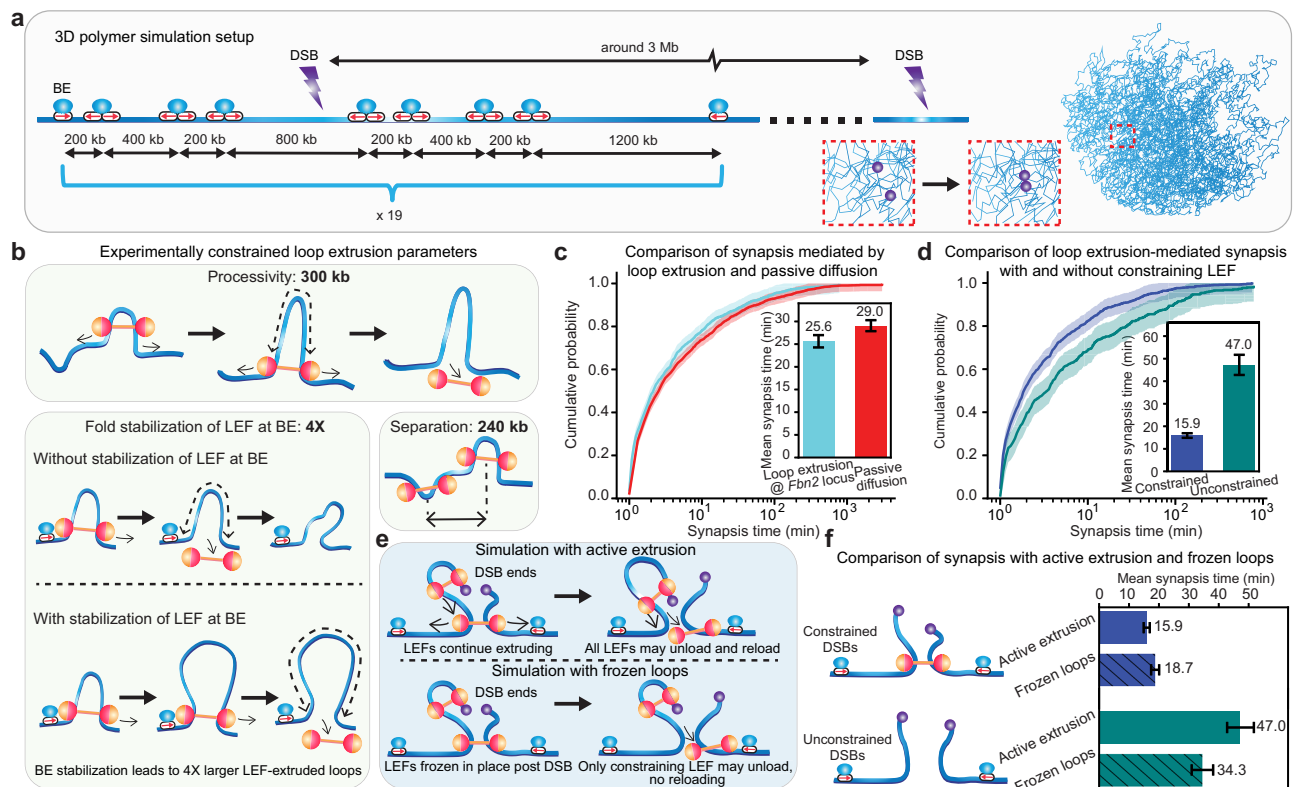 a
3D polymer simulation setup
DSB
around 3 Mb
DSB
BE
200 kb
400 kb
200 kb
800 kb
200 kb
400 kb
200 kb
1200 kb
x 19
b
Experimentally constrained loop extrusion parameters
Processivity: 300 kb
Fold stabilization of LEF at BE: 4X
Without stabilization of LEF at BE
With stabilization of LEF at BE
BE stabilization leads to 4X larger LEF-extruded loops
Separation: 240 kb
c
Comparison of synapsis mediated by
loop extrusion and passive diffusion
Cumulative probability
1.0
0.8
0.6
0.4
0.2
0.0
10⁰
10¹
10²
10³
Synapsis time (min)
Mean synapsis time (min)
30
25
20
15
10
5
0
25.6
29.0
Loop extrusion
@ Fbn2 locus
Passive
diffusion
d
Comparison of loop extrusion-mediated synapsis
with and without constraining LEF
Cumulative probability
1.0
0.8
0.6
0.4
0.2
0.0
10⁰
10¹
10²
10³
Synapsis time (min)
Mean synapsis time (min)
60
50
40
30
20
10
0
15.9
47.0
Constrained
Unconstrained
e
Simulation with active extrusion
DSB ends
LEFs continue extruding
All LEFs may unload and reload
Simulation with frozen loops
DSB ends
LEFs frozen in place post DSB
Only constraining LEF may unload,
no reloading
f
Comparison of synapsis with active extrusion and frozen loops
Mean synapsis time (min)
0
10
20
30
40
50
Constrained
DSBs
Active extrusion
15.9
Frozen loops
18.7
Unconstrained
DSBs
Active extrusion
47.0
Frozen loops
34.3